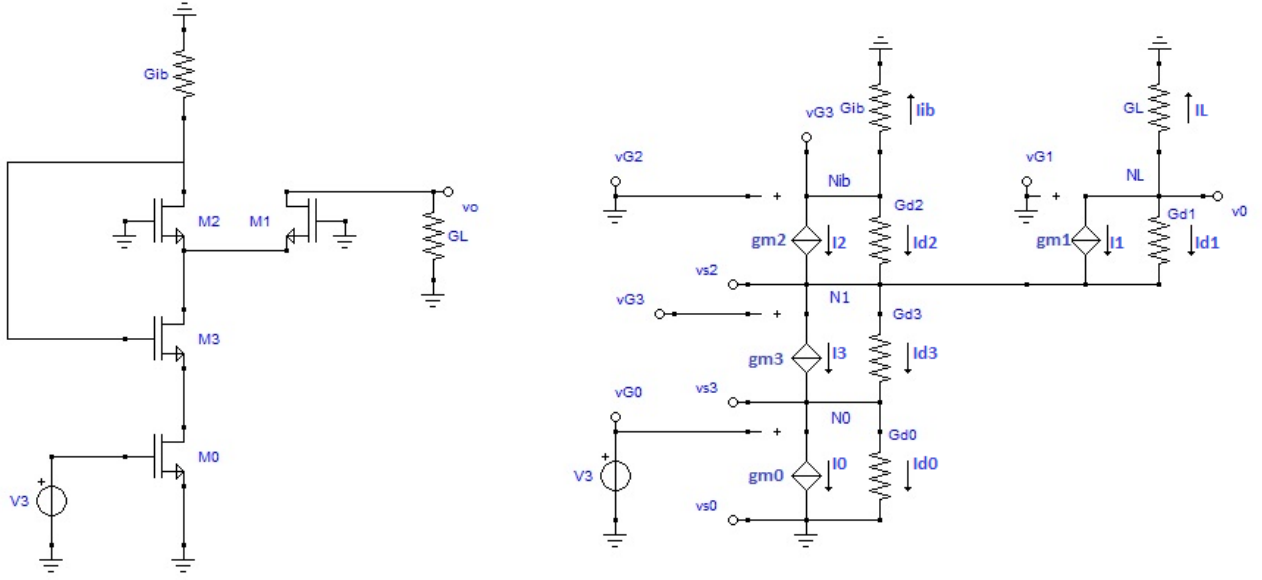 Gib
M2
M1
vo
GL
M3
M0
V3
+
vG3
Gib
Iib
GL
IL
vG2
+
Nib
vG1
+
NL
Gd2
gm2
I2
Id2
Gd1
v0
gm1
I1
Id1
vs2
N1
vG3
+
Gd3
gm3
I3
Id3
vs3
N0
vG0
+
Gd0
V3
+
gm0
I0
Id0
vs0